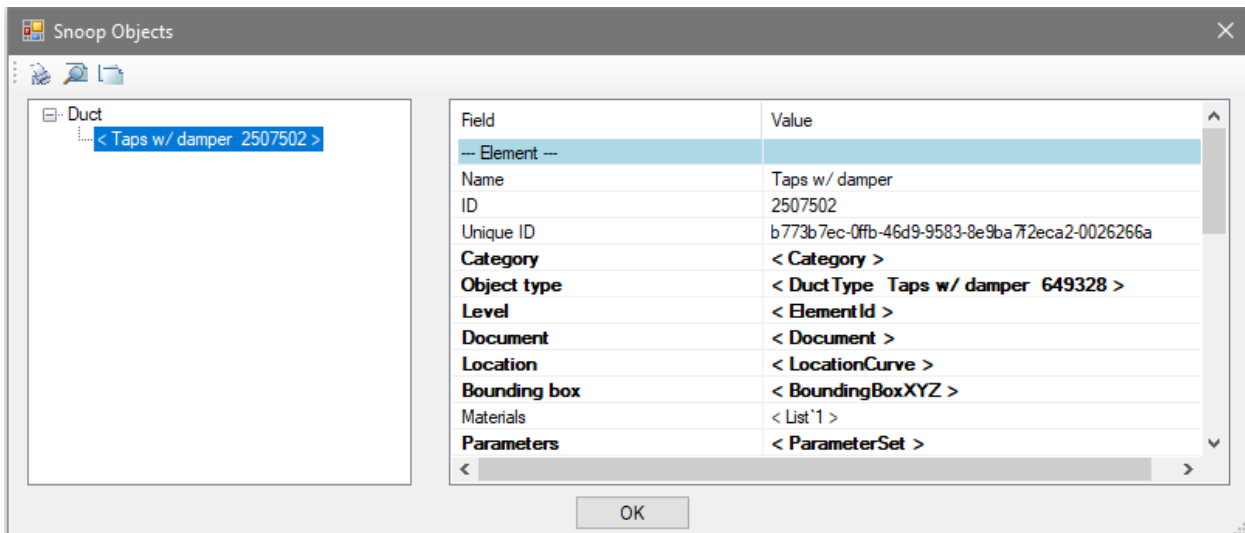 Snoop Objects
Duct
< Taps w/ damper 2507502 >
Field Value
--- Element ---
Name Taps w/ damper
ID 2507502
Unique ID b773b7ec-0ffb-46d9-9583-8e9ba7f2eca2-0026266a
Category < Category >
Object type < DuctType Taps w/ damper 649328 >
Level < ElementId >
Document < Document >
Location < LocationCurve >
Bounding box < BoundingBoxXYZ >
Materials < List`1 >
Parameters < ParameterSet >
OK